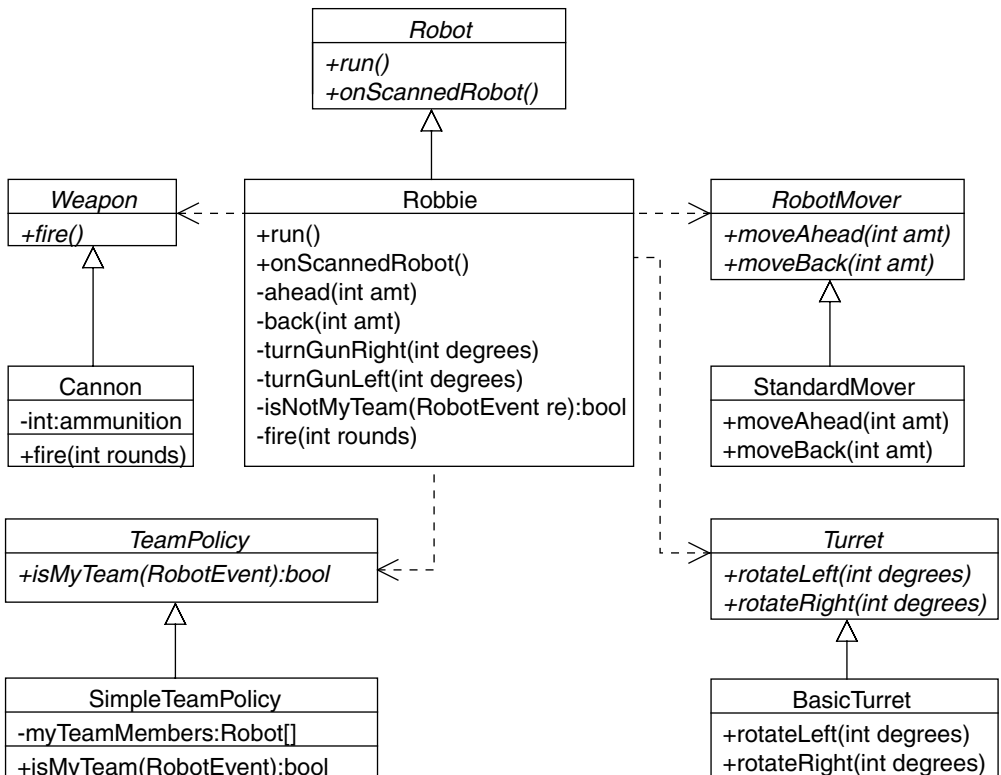 Robot
+run()
+onScannedRobot()
Weapon
+fire()
Robbie
+run()
+onScannedRobot()
-ahead(int amt)
-back(int amt)
-turnGunRight(int degrees)
-turnGunLeft(int degrees)
-isNotMyTeam(RobotEvent re):bool
-fire(int rounds)
RobotMover
+moveAhead(int amt)
+moveBack(int amt)
Cannon
-int:ammunition
+fire(int rounds)
StandardMover
+moveAhead(int amt)
+moveBack(int amt)
TeamPolicy
+isMyTeam(RobotEvent):bool
Turret
+rotateLeft(int degrees)
+rotateRight(int degrees)
SimpleTeamPolicy
-myTeamMembers:Robot[]
+isMyTeam(RobotEvent):bool
BasicTurret
+rotateLeft(int degrees)
+rotateRight(int degrees)